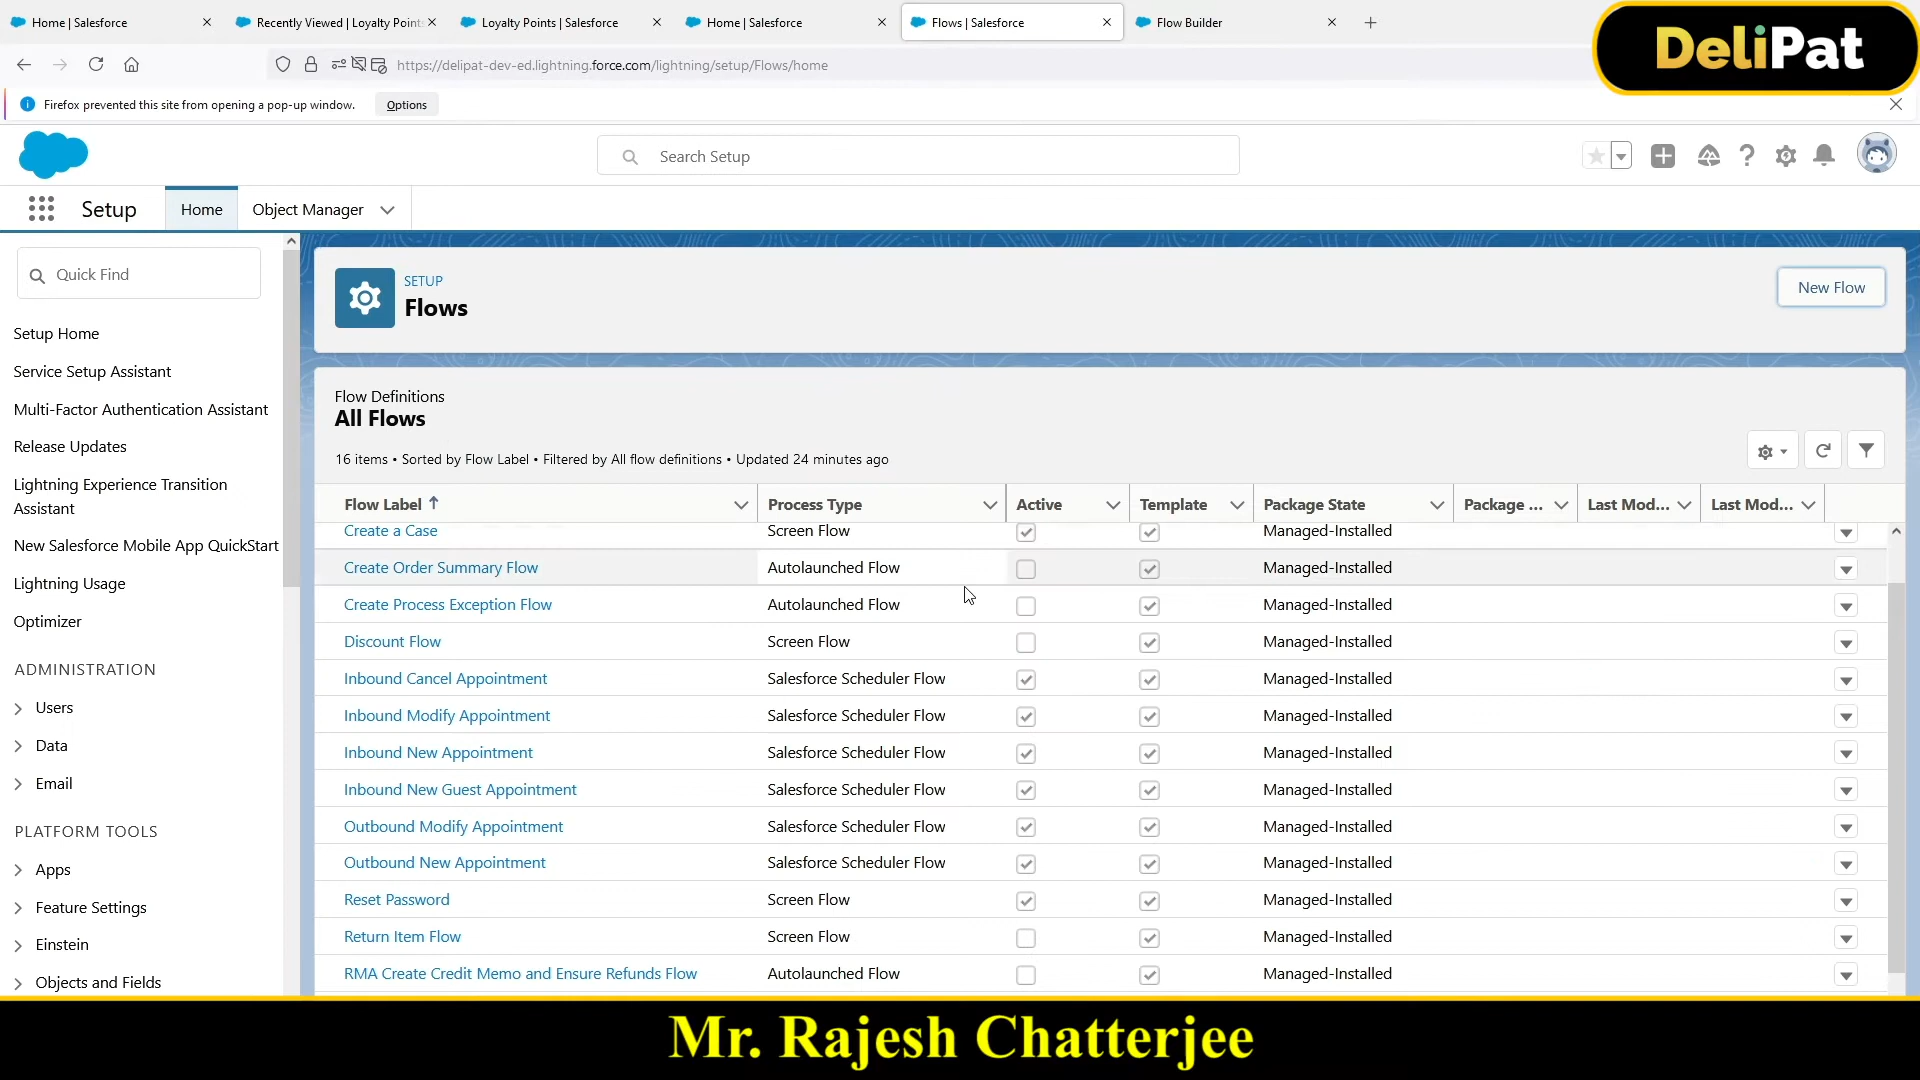 Home | Salesforce
Recently Viewed | Loyalty Points
Loyalty Points | Salesforce
Home | Salesforce
Flows | Salesforce
Flow Builder
DeliPat
https://delipat-dev-ed.lightning.force.com/lightning/setup/Flows/home
Firefox prevented this site from opening a pop-up window.
Options
Search Setup
Setup
Home
Object Manager
Quick Find
Setup Home
Service Setup Assistant
Multi-Factor Authentication Assistant
Release Updates
Lightning Experience Transition
Assistant
New Salesforce Mobile App QuickStart
Lightning Usage
Optimizer
ADMINISTRATION
Users
Data
Email
PLATFORM TOOLS
Apps
Feature Settings
Einstein
Objects and Fields
SETUP
Flows
New Flow
Flow Definitions
All Flows
16 items • Sorted by Flow Label • Filtered by All flow definitions • Updated 24 minutes ago
Flow Label Process Type Active Template Package State Package ... Last Mod... Last Mod...
Create a Case Screen Flow Managed-Installed
Create Order Summary Flow Autolaunched Flow Managed-Installed
Create Process Exception Flow Autolaunched Flow Managed-Installed
Discount Flow Screen Flow Managed-Installed
Inbound Cancel Appointment Salesforce Scheduler Flow Managed-Installed
Inbound Modify Appointment Salesforce Scheduler Flow Managed-Installed
Inbound New Appointment Salesforce Scheduler Flow Managed-Installed
Inbound New Guest Appointment Salesforce Scheduler Flow Managed-Installed
Outbound Modify Appointment Salesforce Scheduler Flow Managed-Installed
Outbound New Appointment Salesforce Scheduler Flow Managed-Installed
Reset Password Screen Flow Managed-Installed
Return Item Flow Screen Flow Managed-Installed
RMA Create Credit Memo and Ensure Refunds Flow Autolaunched Flow Managed-Installed
Mr. Rajesh Chatterjee